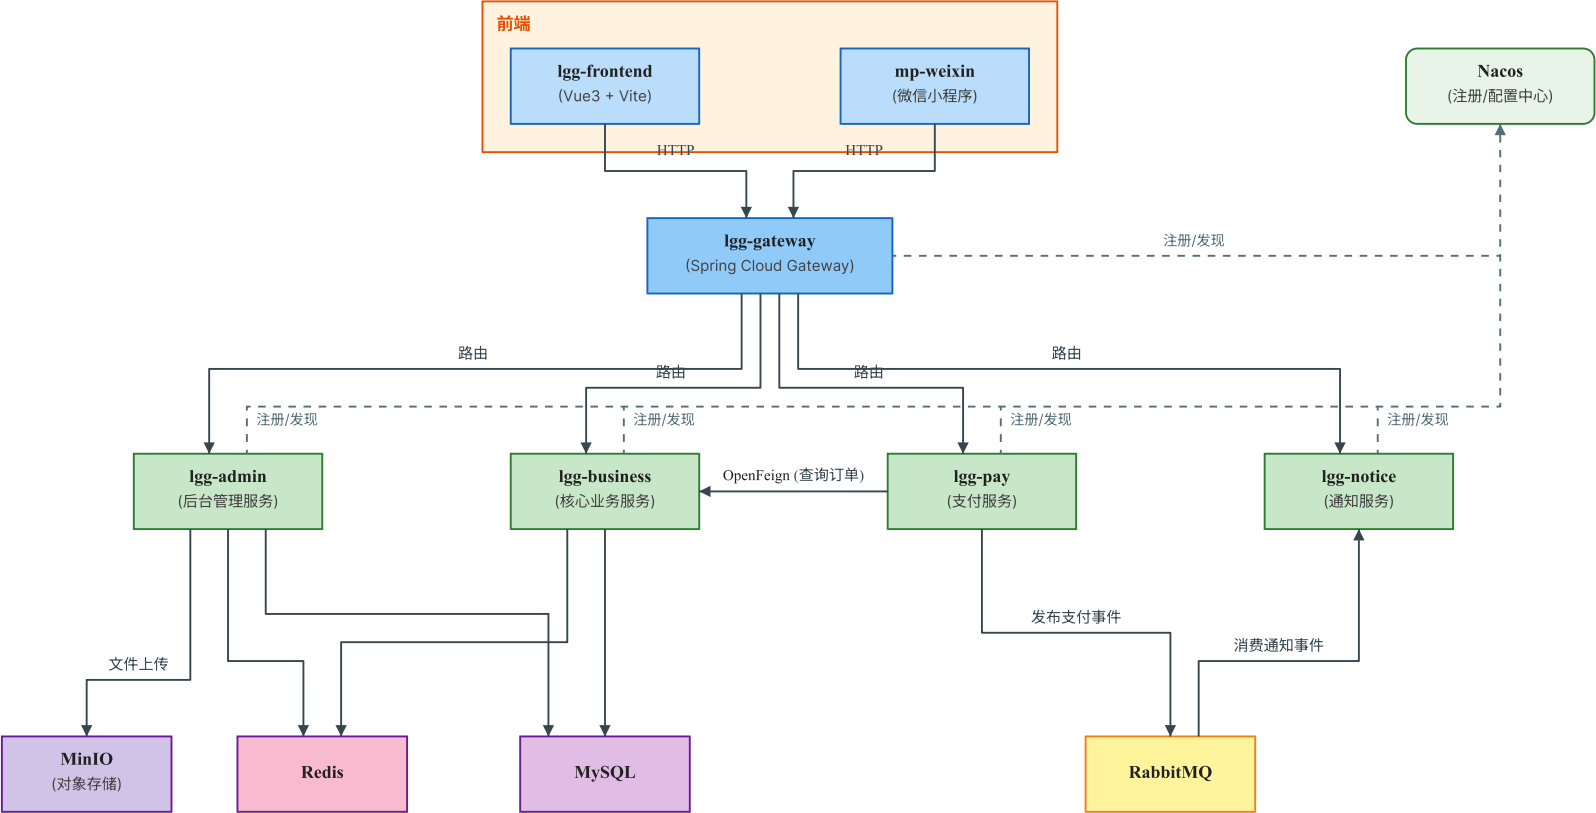 前端
lgg-frontend
(Vue3 + Vite)
mp-weixin
(微信小程序)
Nacos
(注册/配置中心)
HTTP
HTTP
lgg-gateway
(Spring Cloud Gateway)
注册/发现
路由
路由
路由
路由
注册/发现
注册/发现
注册/发现
注册/发现
lgg-admin
(后台管理服务)
lgg-business
(核心业务服务)
OpenFeign (查询订单)
lgg-pay
(支付服务)
lgg-notice
(通知服务)
发布支付事件
消费通知事件
文件上传
MinIO
(对象存储)
Redis
MySQL
RabbitMQ